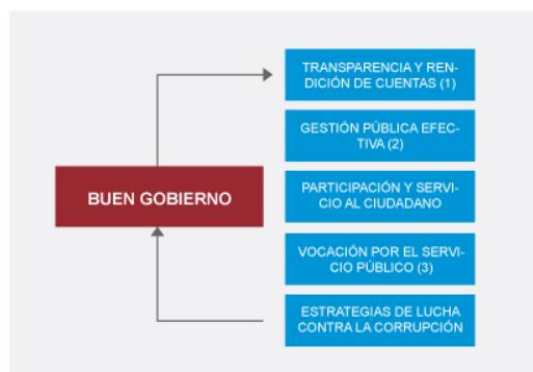 TRANSPARENCIA Y REN-
DICIÓN DE CUENTAS (1)
GESTIÓN PÚBLICA EFEC-
TIVA (2)
BUEN GOBIERNO
PARTICIPACIÓN Y SERVI-
CIO AL CIUDADANO
VOCACIÓN POR EL SERVI-
CIO PÚBLICO (3)
ESTRATEGIAS DE LUCHA
CONTRA LA CORRUPCIÓN